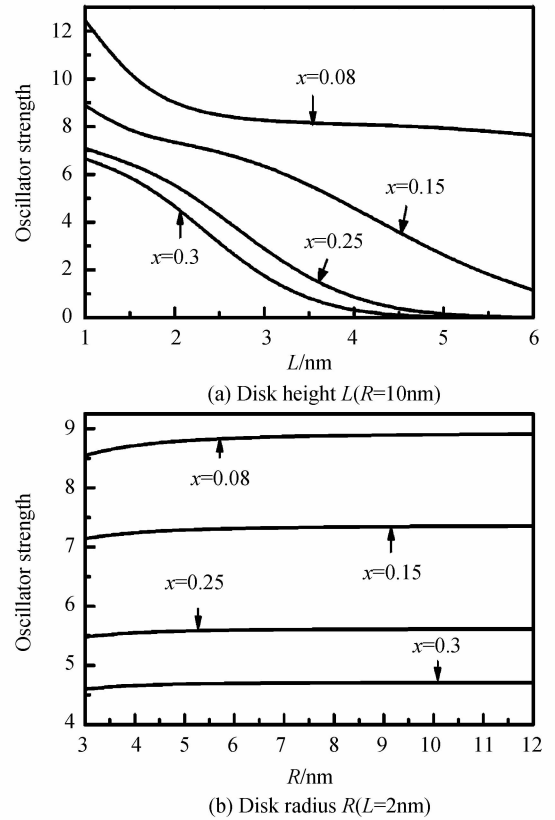 12
10
8
6
4
2
0
Oscillator strength
x=0.08
x=0.15
x=0.25
x=0.3
1 2 3 4 5 6
L/nm
(a) Disk height L(R=10nm)
9
8
7
6
5
4
Oscillator strength
x=0.08
x=0.15
x=0.25
x=0.3
3 4 5 6 7 8 9 10 11 12
R/nm
(b) Disk radius R(L=2nm)